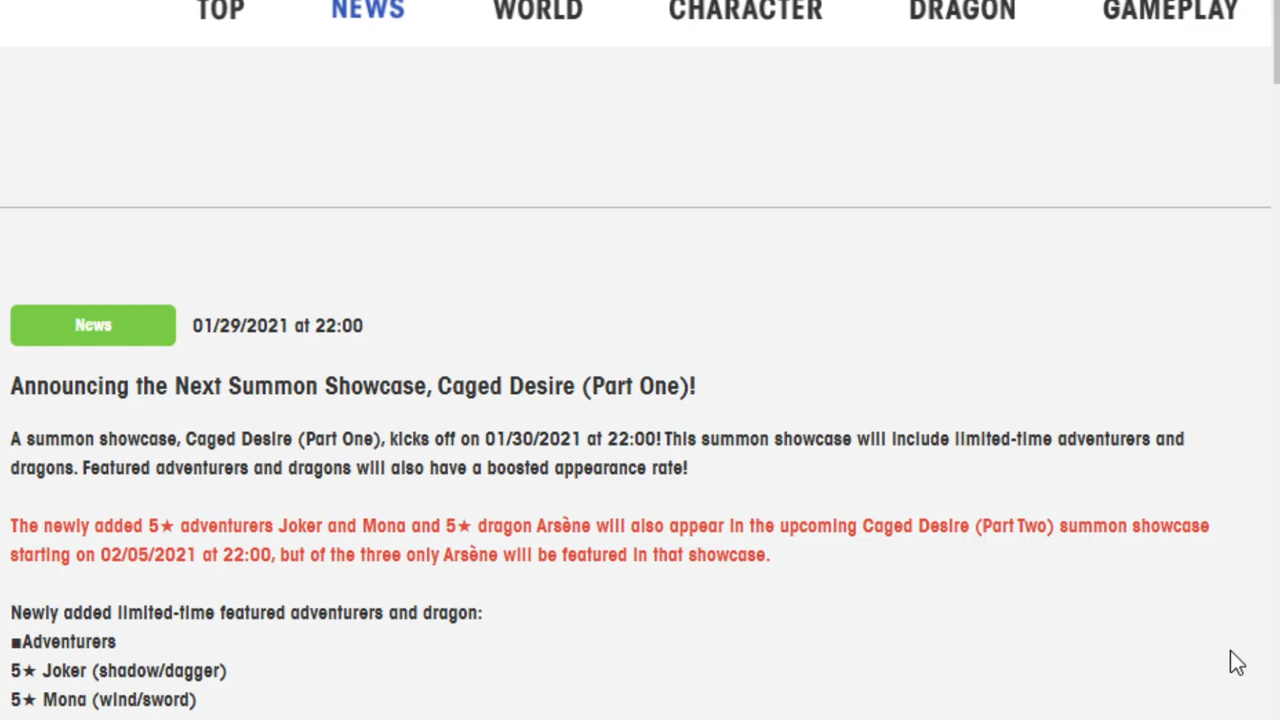 TOP NEWS WORLD CHARACTER DRAGON GAMEPLAY
News 01/29/2021 at 22:00
Announcing the Next Summon Showcase, Caged Desire (Part One)!
A summon showcase, Caged Desire (Part One), kicks off on 01/30/2021 at 22:00! This summon showcase will include limited-time adventurers and
dragons. Featured adventurers and dragons will also have a boosted appearance rate!
The newly added 5★ adventurers Joker and Mona and 5★ dragon Arsène will also appear in the upcoming Caged Desire (Part Two) summon showcase
starting on 02/05/2021 at 22:00, but of the three only Arsène will be featured in that showcase.
Newly added limited-time featured adventurers and dragon:
■Adventurers
5★ Joker (shadow/dagger)
5★ Mona (wind/sword)